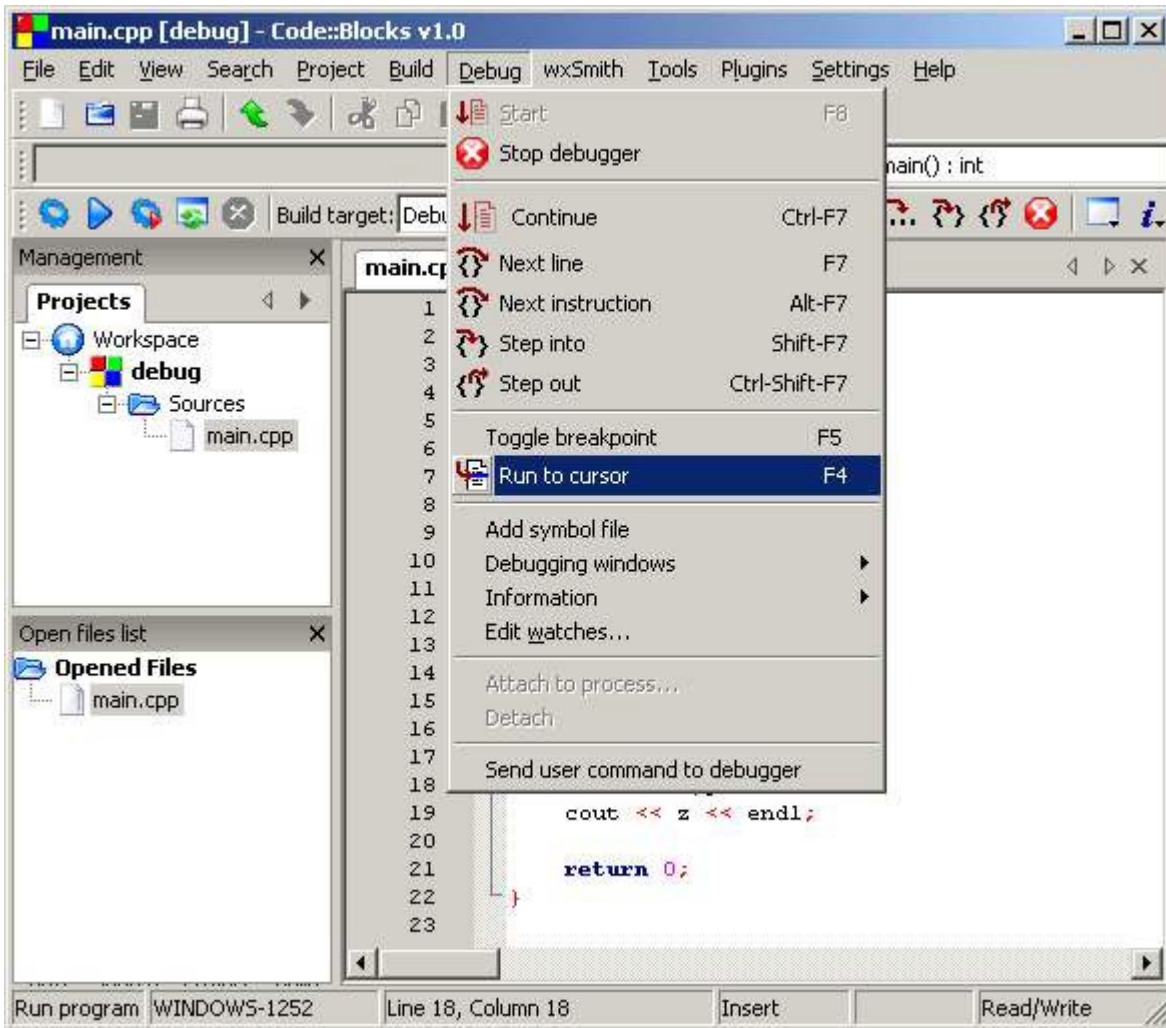 main.cpp [debug] - Code::Blocks v1.0
File Edit View Search Project Build Debug wxSmith Tools Plugins Settings Help
Start F8
Stop debugger
main() : int
Build target:
Continue Ctrl-F7
Management
Next line F7
Projects
Next instruction Alt-F7
Workspace
Step into Shift-F7
debug
Step out Ctrl-Shift-F7
Sources
main.cpp
Toggle breakpoint F5
Run to cursor F4
Add symbol file
Debugging windows
Information
Edit watches...
Attach to process...
Detach
Send user command to debugger
Open files list
Opened Files
main.cpp
1
2
3
4
5
6
7
8
9
10
11
12
13
14
15
16
17
18
19 cout << z << endl;
20
21 return 0;
22 }
23
Run program WINDOWS-1252 Line 18, Column 18 Insert Read/Write